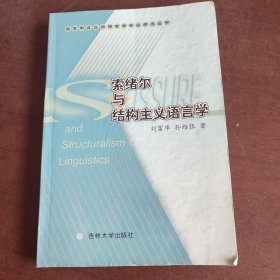 SAUSSURE
索绪尔
与
结构主义语言学
and
Structuralism
Linguistics
刘富华 孙维张 著
吉林大学出版社